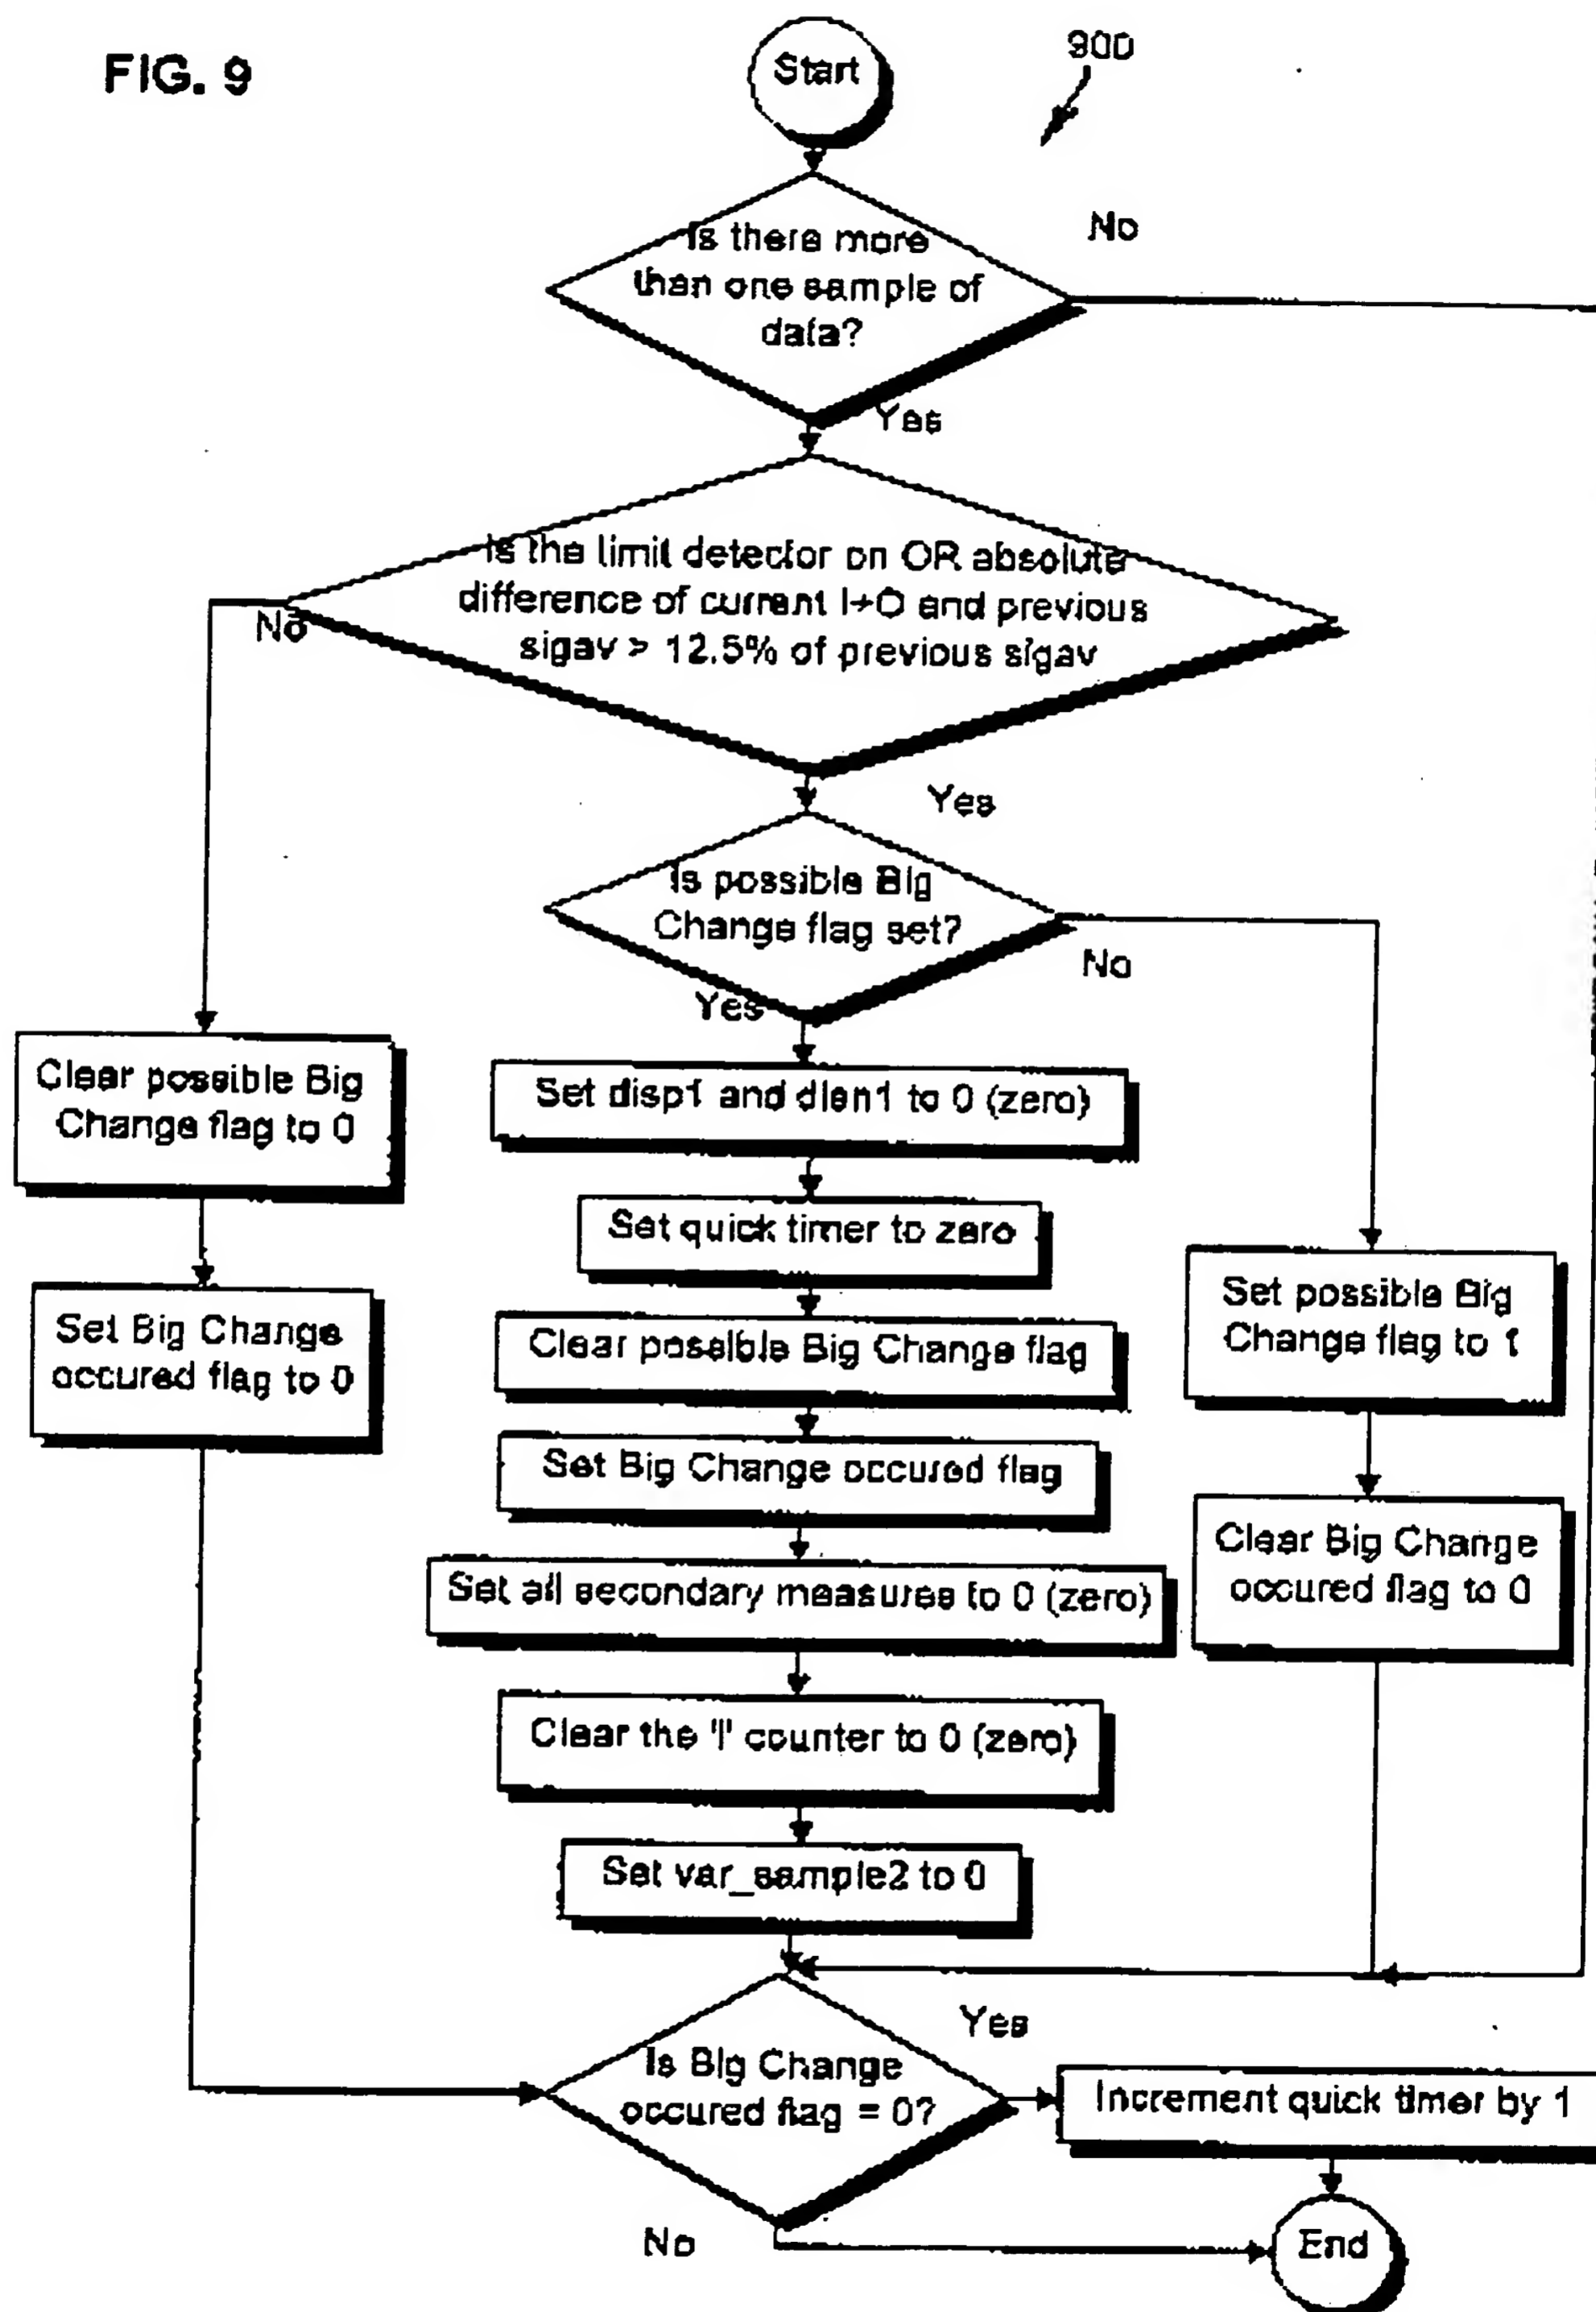 FIG. 9
Start
900
Is there more
than one sample of
data?
No
Yes
Is the limit detector on OR absolute
difference of current I+O and previous
sigav > 12.5% of previous sigav
No
Yes
Is possible Big
Change flag set?
No
Yes
Clear possible Big
Change flag to 0
Set Big Change
occured flag to 0
Set disp1 and dlen1 to 0 (zero)
Set quick timer to zero
Clear possible Big Change flag
Set Big Change occured flag
Set all secondary measures to 0 (zero)
Clear the 'I' counter to 0 (zero)
Set var_sample2 to 0
Set possible Big
Change flag to 1
Clear Big Change
occured flag to 0
Is Big Change
occured flag = 0?
Yes
Increment quick timer by 1
No
End